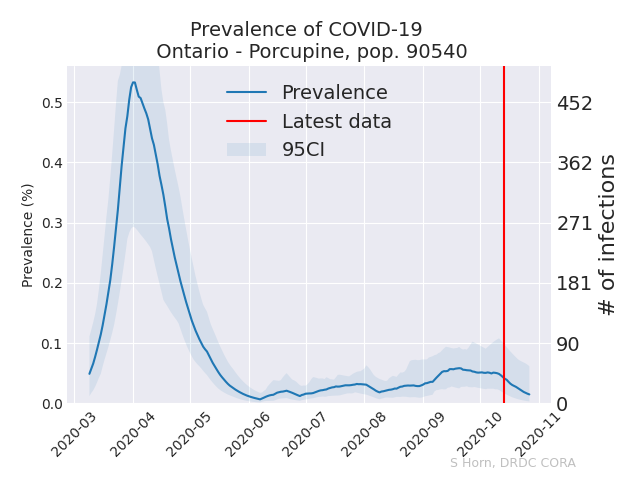 Prevalence of COVID-19
Ontario - Porcupine, pop. 90540
Prevalence
Latest data
95CI
Prevalence (%)
0.5
0.4
0.3
0.2
0.1
0.0
452
362
271
181
90
0
# of infections
2020-03
2020-04
2020-05
2020-06
2020-07
2020-08
2020-09
2020-10
2020-11
S Horn, DRDC CORA